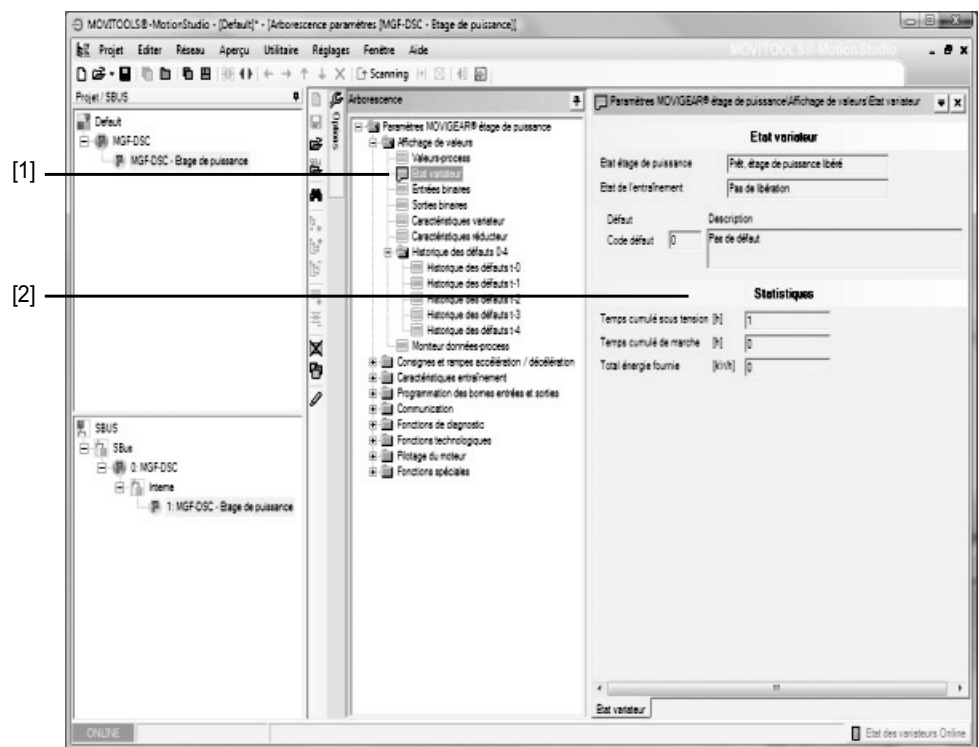 MOVITOOLS®-MotionStudio - [Default]* - [Arborescence paramètres [MGF-DSC - Etage de puissance]]
Projet Editer Réseau Aperçu Utilitaire Réglages Fenêtre Aide
MOVITOOLS®-MotionStudio
Scanning
Projet / SBUS
Default
MGF-DSC
MGF-DSC - Etage de puissance
Options
Arborescence
Paramètres MOVIGEAR® étage de puissance
Affichage de valeurs
Valeurs-process
[1]
Etat variateur
Entrées binaires
Sorties binaires
Caractéristiques variateur
Caractéristiques réducteur
Historique des défauts 0-4
Historique des défauts t-0
Historique des défauts t-1
Historique des défauts t-2
Historique des défauts t-3
Historique des défauts t-4
Moniteur données-process
Consignes et rampes accélération / décélération
Caractéristiques entraînement
Programmation des bornes entrées et sorties
Communication
Fonctions de diagnostic
Fonctions technologiques
Pilotage du moteur
Fonctions spéciales
Paramètres MOVIGEAR® étage de puissance\Affichage de valeurs\Etat variateur
Etat variateur
Etat étage de puissance Prêt, étage de puissance libéré
Etat de l'entraînement Pas de libération
Défaut Description
Code défaut 0 Pas de défaut
[2]
Statistiques
Temps cumulé sous tension [h] 1
Temps cumulé de marche [h] 0
Total énergie fournie [kWh] 0
SBUS
SBus
0: MGF-DSC
Interne
1: MGF-DSC - Etage de puissance
Etat variateur
ONLINE
Etat des variateurs Online